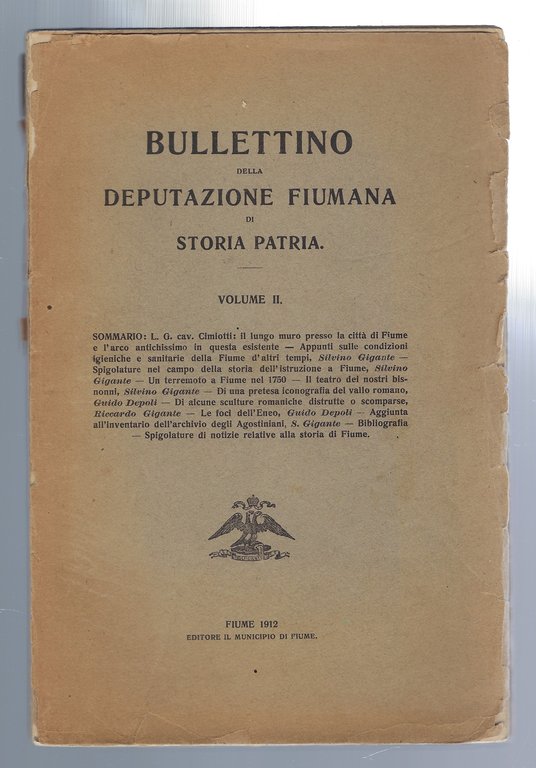 BULLETTINO
DELLA
DEPUTAZIONE FIUMANA
DI
STORIA PATRIA.
VOLUME II.
SOMMARIO: L. G. cav. Cimiotti: il lungo muro presso la città di Fiume
e l'arco antichissimo in questa esistente — Appunti sulle condizioni
igieniche e sanitarie della Fiume d'altri tempi, Silvino Gigante —
Spigolature nel campo della storia dell'istruzione a Fiume, Silvino
Gigante — Un terremoto a Fiume nel 1750 — Il teatro dei nostri bis-
nonni, Silvino Gigante — Di una pretesa iconografia del vallo romano,
Guido Depoli — Di alcune sculture romaniche distrutte o scomparse,
Riccardo Gigante — Le foci dell'Eneo, Guido Depoli — Aggiunta
all'inventario dell'archivio degli Agostiniani, S. Gigante — Bibliografia
— Spigolature di notizie relative alla storia di Fiume.
FIUME 1912
EDITORE IL MUNICIPIO DI FIUME.